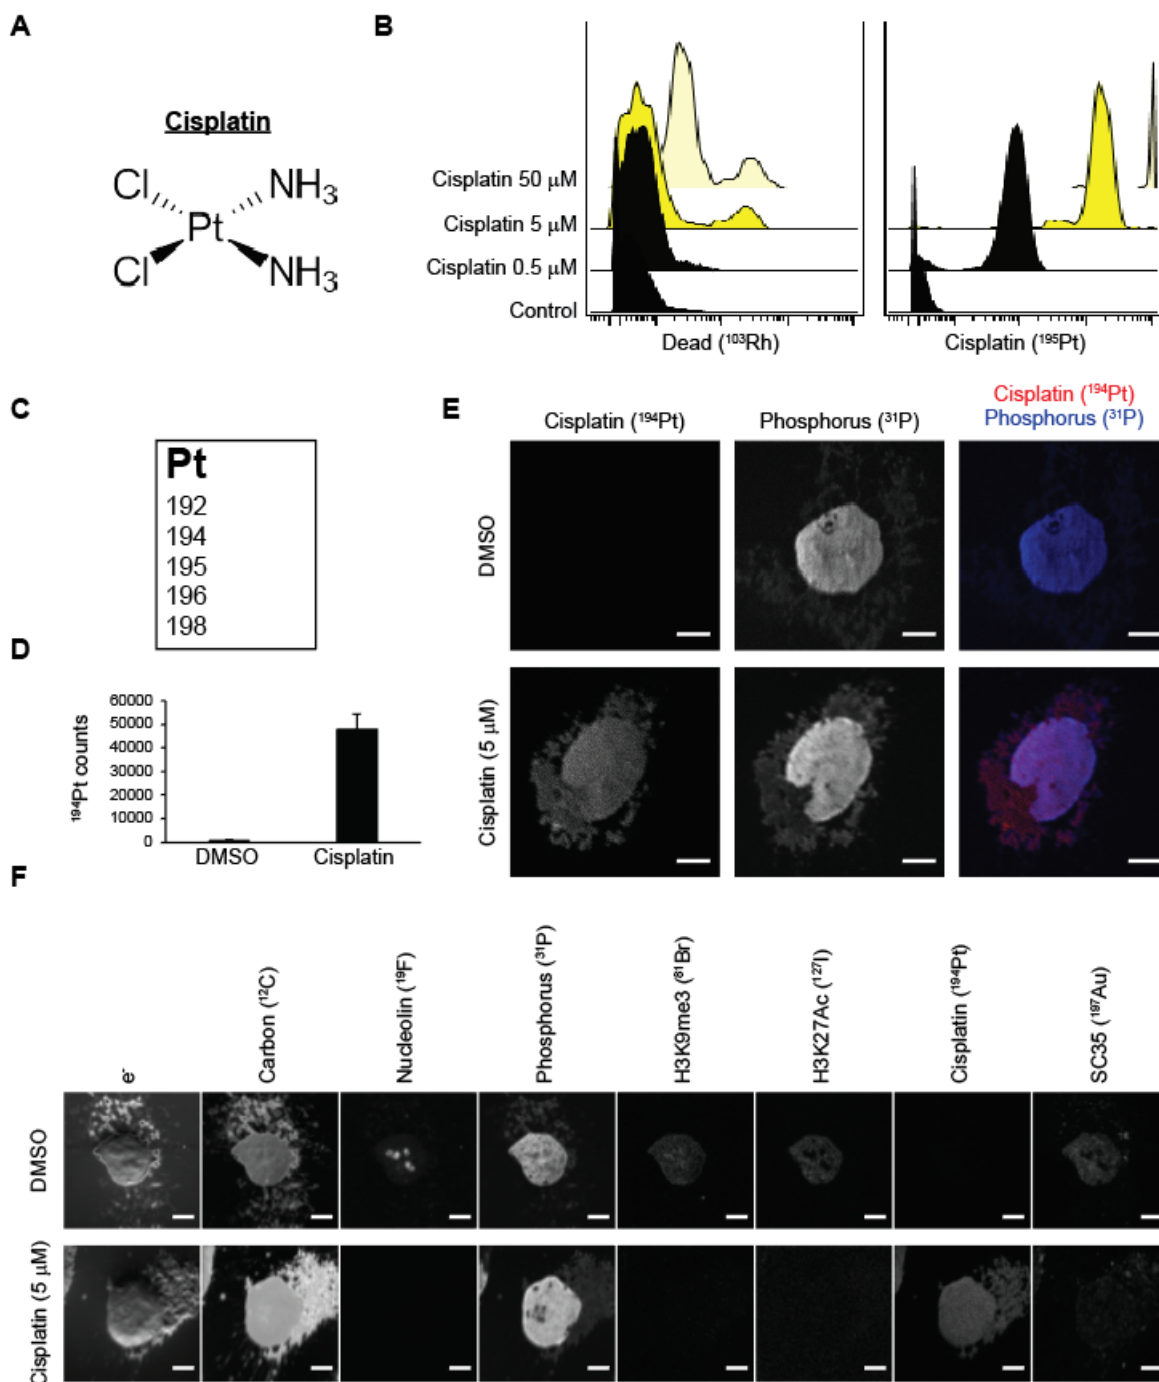 A
Cisplatin
Cl
NH₃
Pt
Cl
NH₃
B
Cisplatin 50 μM
Cisplatin 5 μM
Cisplatin 0.5 μM
Control
Dead (¹⁰³Rh)
Cisplatin (¹⁹⁵Pt)
C
Pt
192
194
195
196
198
D
¹⁹⁴Pt counts
60000
50000
40000
30000
20000
10000
0
DMSO
Cisplatin
E
Cisplatin (¹⁹⁴Pt)
Phosphorus (³¹P)
Cisplatin (¹⁹⁴Pt)
Phosphorus (³¹P)
DMSO
Cisplatin (5 μM)
F
e⁻
Carbon (¹²C)
Nucleolin (¹⁹F)
Phosphorus (³¹P)
H3K9me3 (⁸¹Br)
H3K27Ac (¹²⁷I)
Cisplatin (¹⁹⁴Pt)
SC35 (¹⁹⁷Au)
DMSO
Cisplatin (5 μM)